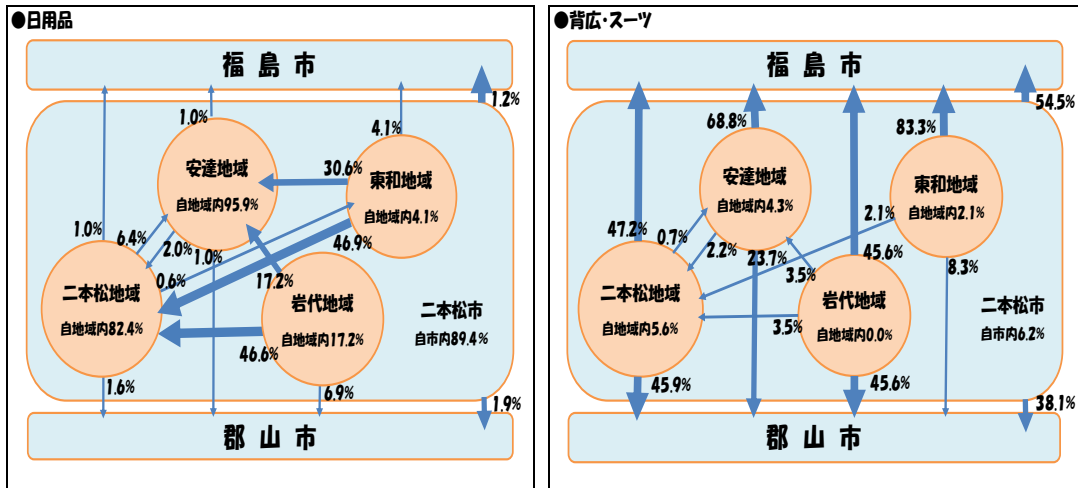 ●日用品
福島市
1.2%
1.0%
4.1%
安達地域
自地域内95.9%
30.6%
東和地域
自地域内4.1%
1.0%
6.4%
2.0%
1.0%
46.9%
0.6%
17.2%
二本松地域
自地域内82.4%
岩代地域
自地域内17.2%
二本松市
自市内89.4%
46.6%
1.6%
6.9%
1.9%
郡山市
●背広・スーツ
福島市
54.5%
68.8%
83.3%
安達地域
自地域内4.3%
東和地域
自地域内2.1%
47.2%
0.7%
2.2%
23.7%
2.1%
45.6%
3.5%
8.3%
二本松地域
自地域内5.6%
岩代地域
自地域内0.0%
二本松市
自市内6.2%
3.5%
45.9%
45.6%
38.1%
郡山市